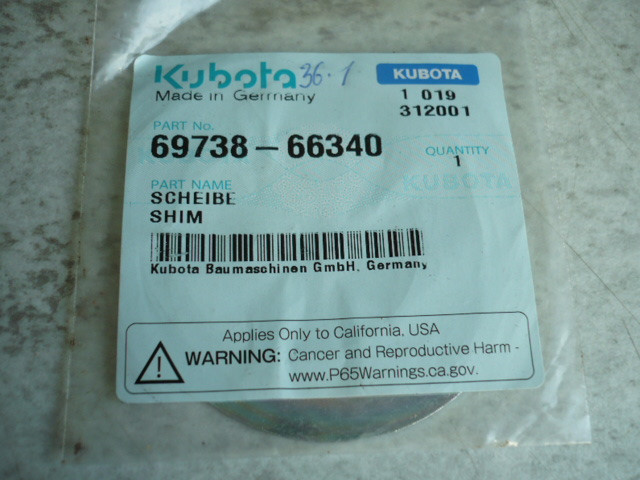 Kubota 36.1 KUBOTA
Made in Germany 1 019
312001
PART No.
69738-66340
QUANTITY
1
KUBOTA
PART NAME
SCHEIBE
SHIM
Kubota Baumaschinen GmbH. Germany
Applies Only to California. USA
WARNING: Cancer and Reproductive Harm -
www.P65Warnings.ca.gov.